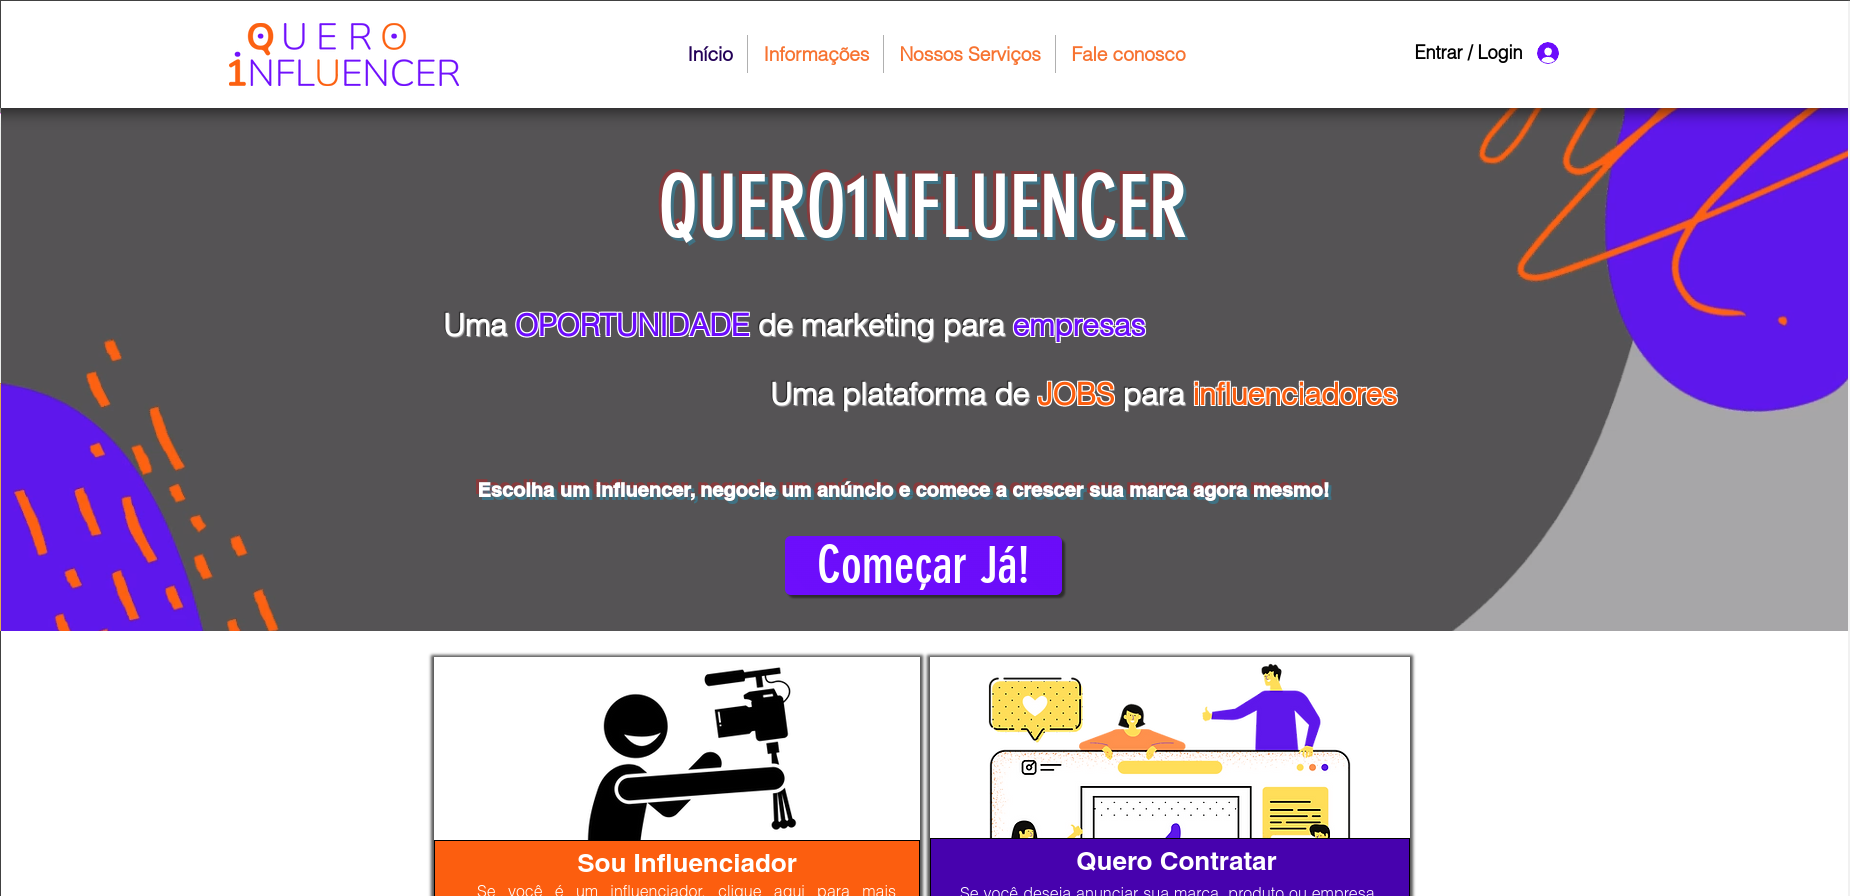 QUERO
1NFLUENCER
Início
Informações
Nossos Serviços
Fale conosco
Entrar / Login
QUERO1NFLUENCER
Uma OPORTUNIDADE de marketing para empresas
Uma plataforma de JOBS para influenciadores
Escolha um influencer, negocie um anúncio e comece a crescer sua marca agora mesmo!
Começar Já!
Sou Influenciador
Se você é um influenciador, clique aqui para mais
Quero Contratar
Se você deseja anunciar sua marca, produto ou empresa